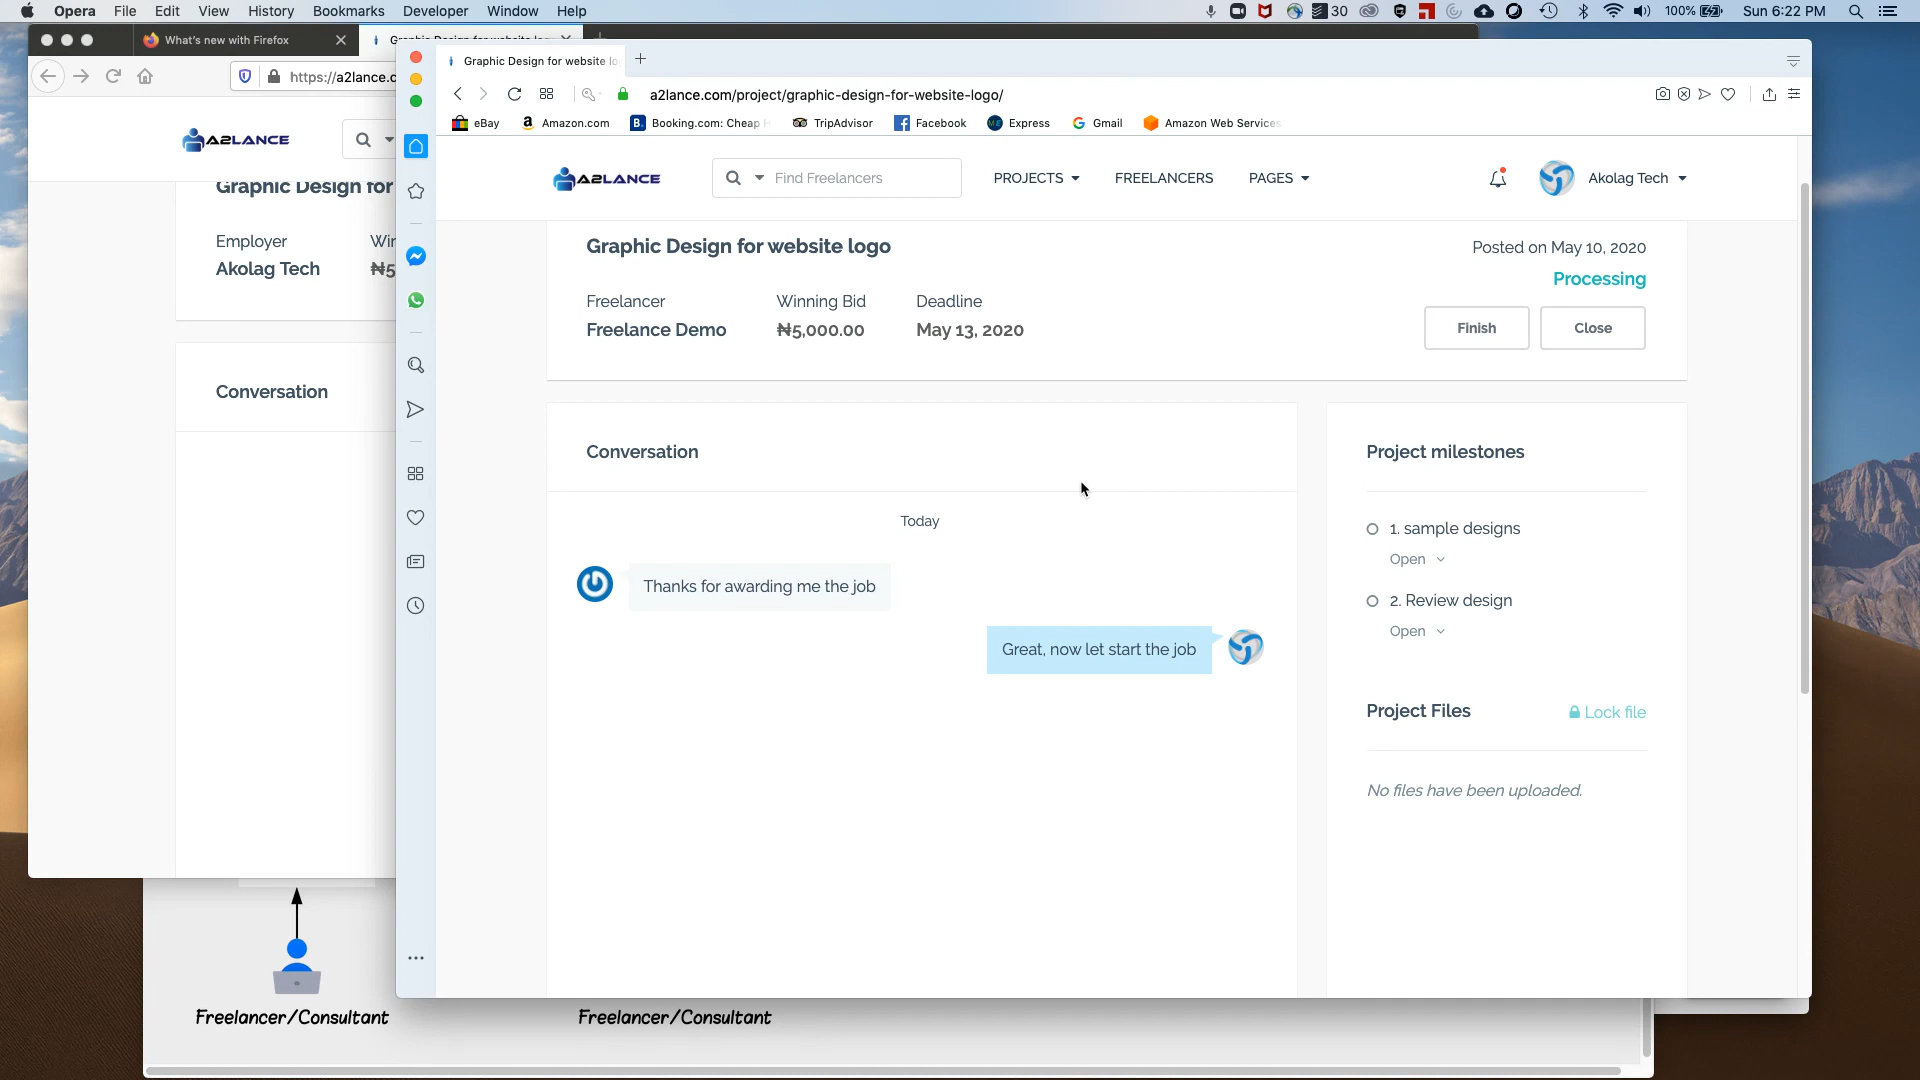 Opera File Edit View History Bookmarks Developer Window Help
30 100% Sun 6:22 PM
What's new with Firefox
https://a2lance.c
A2LANCE
Graphic Design for
Employer
Akolag Tech
Conversation
Graphic Design for website lo
a2lance.com/project/graphic-design-for-website-logo/
eBay Amazon.com Booking.com: Cheap H TripAdvisor Facebook Express Gmail Amazon Web Services
A2LANCE
Find Freelancers
PROJECTS FREELANCERS PAGES
Akolag Tech
Graphic Design for website logo
Posted on May 10, 2020
Processing
Freelancer Winning Bid Deadline
Freelance Demo ₦5,000.00 May 13, 2020
Finish Close
Conversation
Today
Thanks for awarding me the job
Great, now let start the job
Project milestones
1. sample designs
Open
2. Review design
Open
Project Files Lock file
No files have been uploaded.
Freelancer/Consultant Freelancer/Consultant